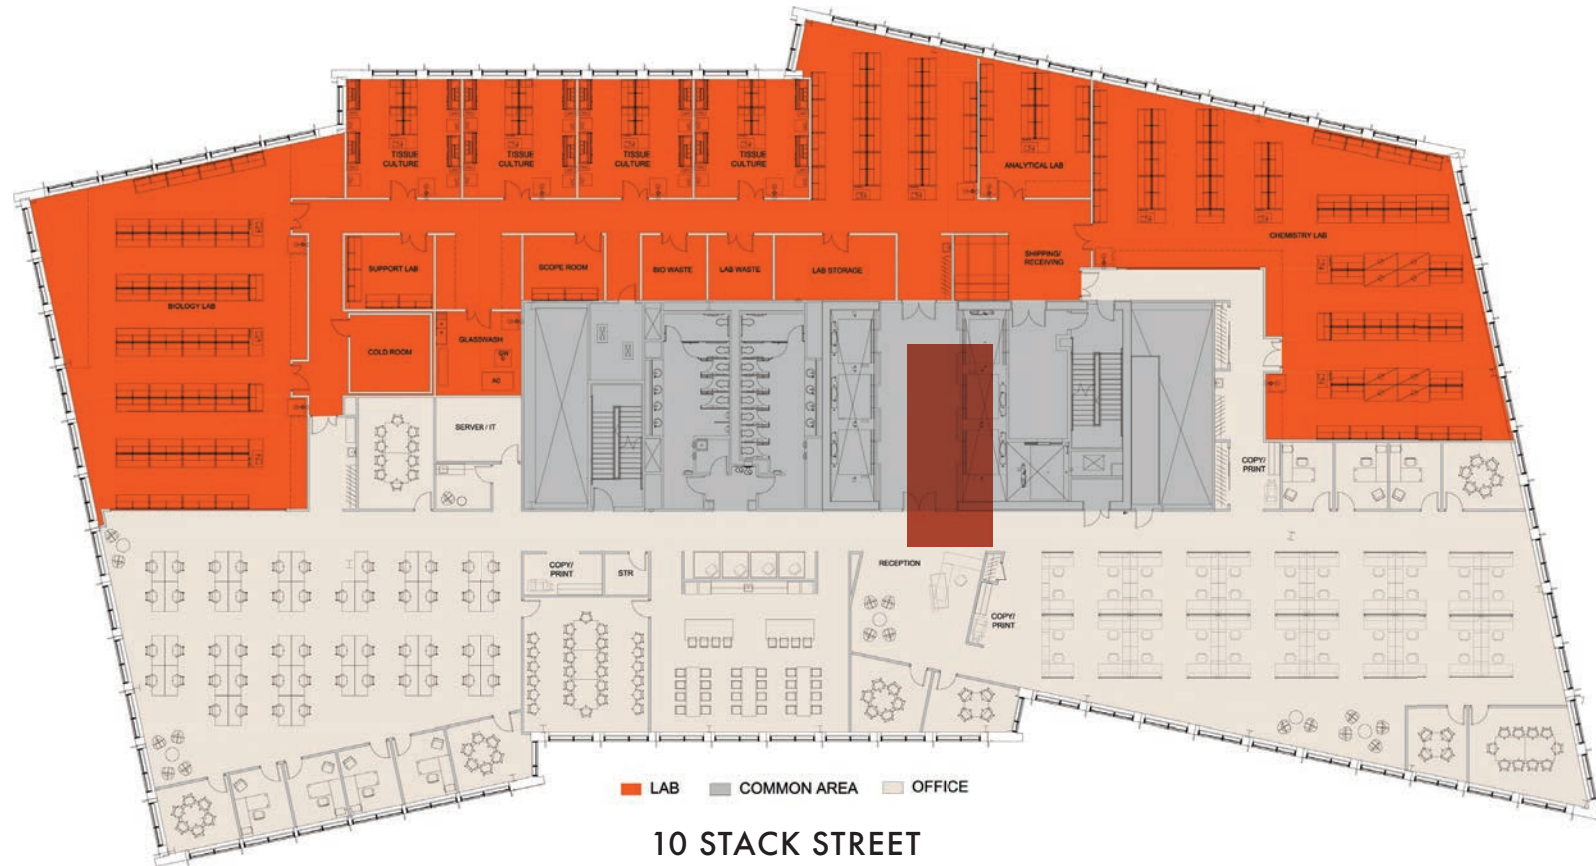 TISSUE
CULTURE
TISSUE
CULTURE
TISSUE
CULTURE
TISSUE
CULTURE
ANALYTICAL LAB
CHEMISTRY LAB
SUPPORT LAB
SCOPE ROOM
BIO WASTE
LAB WASTE
LAB STORAGE
SHIPPING/
RECEIVING
BIOLOGY LAB
COLD ROOM
GLASSWASH
GW
AC
SERVER / IT
COPY/
PRINT
COPY/
PRINT
STR
RECEPTION
COPY/
PRINT
LAB
COMMON AREA
OFFICE
10 STACK STREET